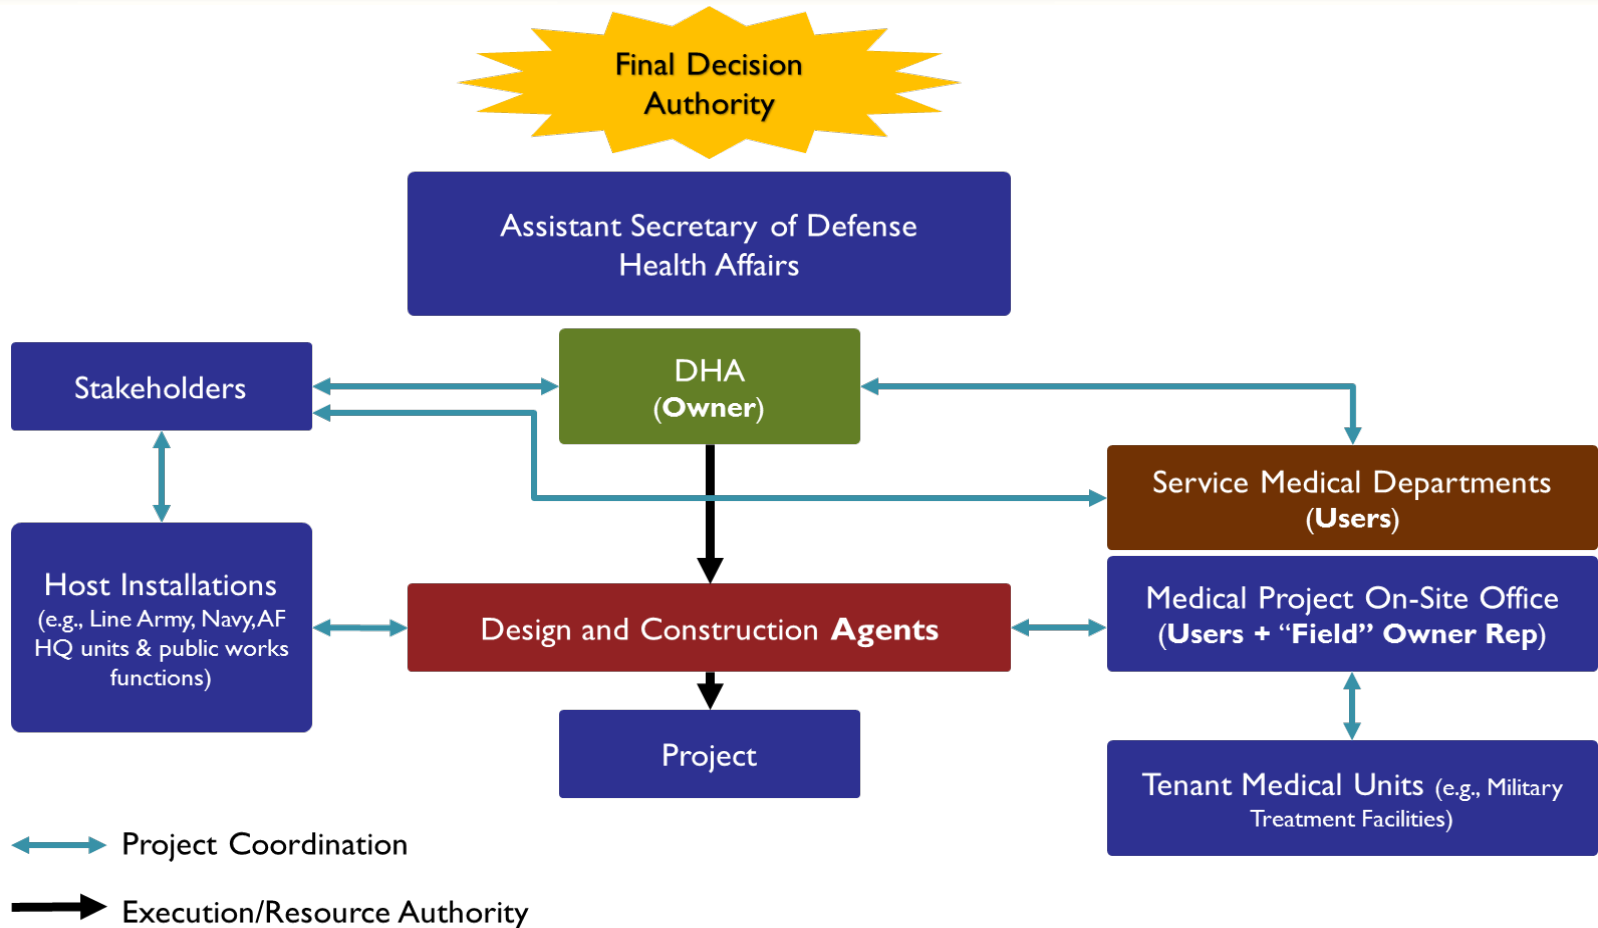 Final Decision
Authority
Assistant Secretary of Defense
Health Affairs
Stakeholders
DHA
(Owner)
Service Medical Departments
(Users)
Host Installations
(e.g., Line Army, Navy, AF
HQ units & public works
functions)
Design and Construction Agents
Medical Project On-Site Office
(Users + “Field” Owner Rep)
Project
Tenant Medical Units (e.g., Military
Treatment Facilities)
Project Coordination
Execution/Resource Authority